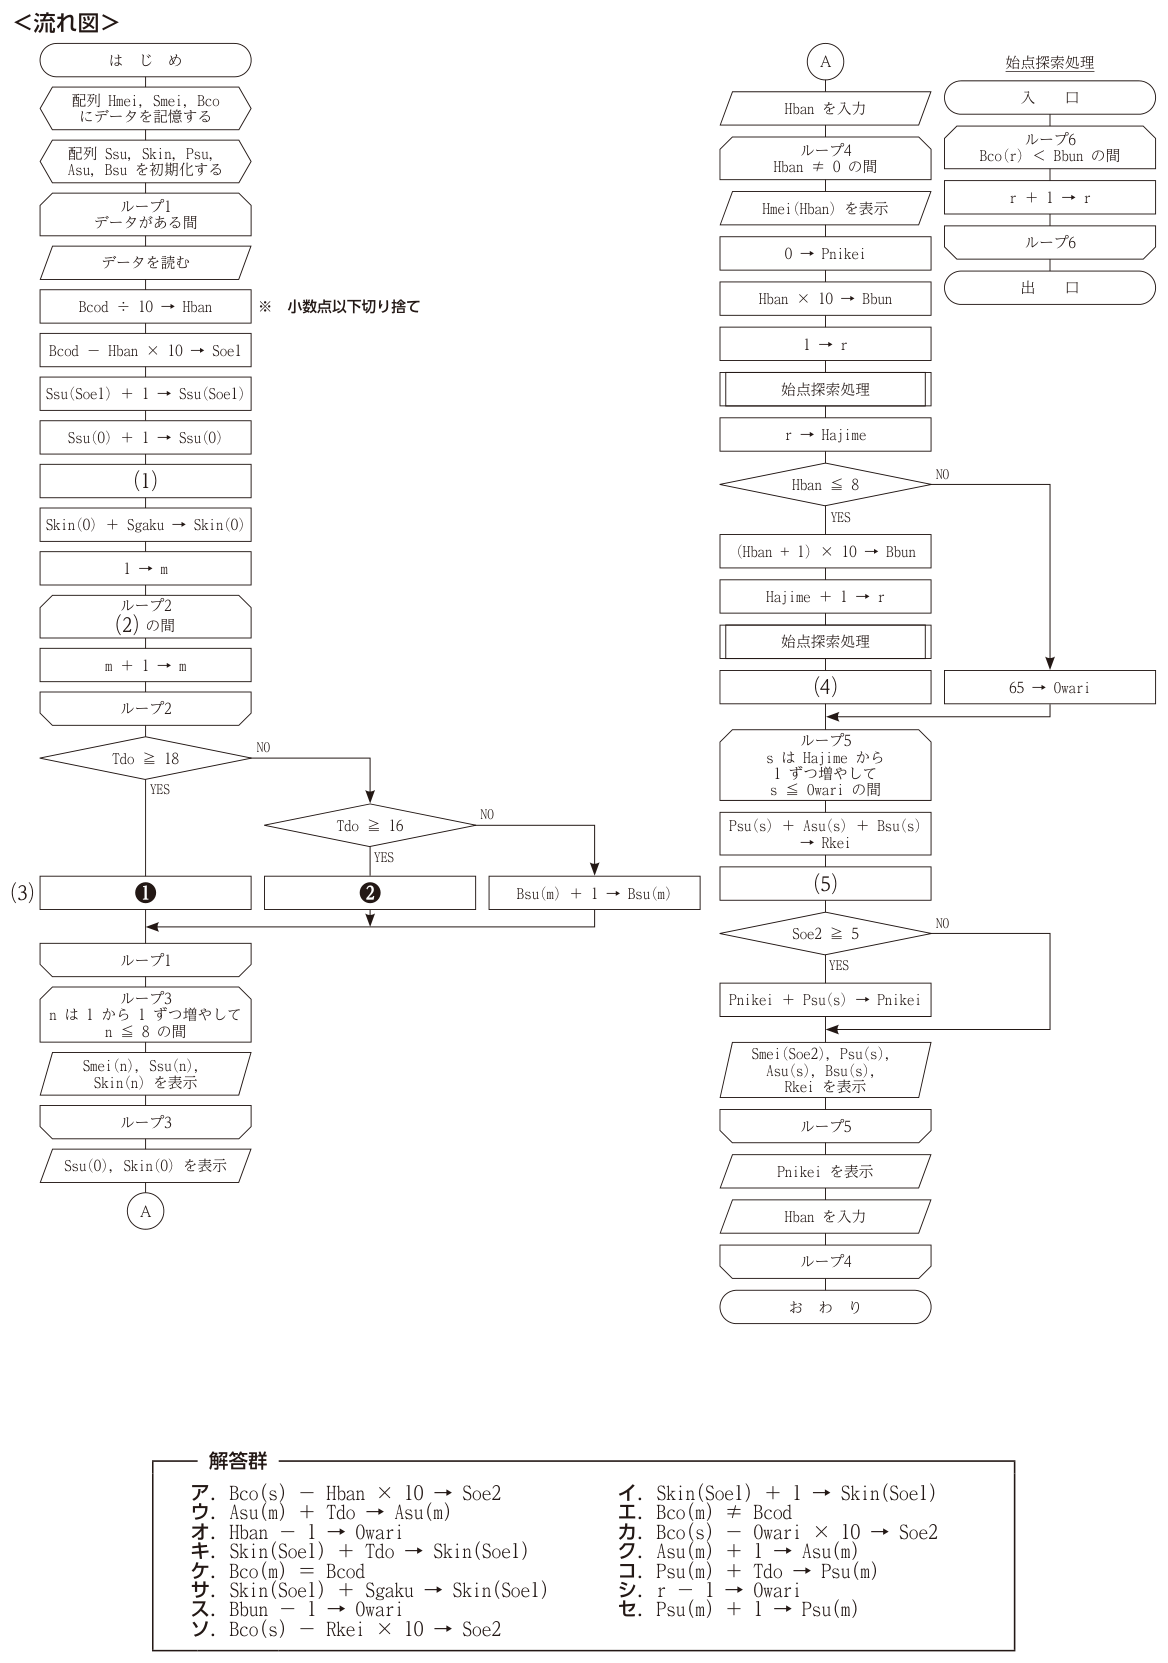 ＜流れ図＞
は じ め
配列 Hmei, Smei, Bco
にデータを記憶する
配列 Ssu, Skin, Psu,
Asu, Bsu を初期化する
ループ1
データがある間
データを読む
Bcod ÷ 10 → Hban
※ 小数点以下切り捨て
Bcod － Hban × 10 → Soe1
Ssu(Soe1) ＋ 1 → Ssu(Soe1)
Ssu(0) ＋ 1 → Ssu(0)
(1)
Skin(0) ＋ Sgaku → Skin(0)
1 → m
ループ2
(2) の間
m ＋ 1 → m
ループ2
Tdo ≧ 18
NO
YES
Tdo ≧ 16
NO
YES
(3)
❶
❷
Bsu(m) ＋ 1 → Bsu(m)
ループ1
ループ3
n は 1 から 1 ずつ増やして
n ≦ 8 の間
Smei(n), Ssu(n),
Skin(n) を表示
ループ3
Ssu(0), Skin(0) を表示
A
A
Hban を入力
ループ4
Hban ≠ 0 の間
Hmei(Hban) を表示
0 → Pnikei
Hban × 10 → Bbun
1 → r
始点探索処理
r → Hajime
Hban ≦ 8
NO
YES
(Hban + 1) × 10 → Bbun
Hajime ＋ 1 → r
始点探索処理
(4)
65 → Owari
ループ5
s は Hajime から
1 ずつ増やして
s ≦ Owari の間
Psu(s) ＋ Asu(s) ＋ Bsu(s)
→ Rkei
(5)
Soe2 ≧ 5
NO
YES
Pnikei ＋ Psu(s) → Pnikei
Smei(Soe2), Psu(s),
Asu(s), Bsu(s),
Rkei を表示
ループ5
Pnikei を表示
Hban を入力
ループ4
お わ り
始点探索処理
入 口
ループ6
Bco(r) ＜ Bbun の間
r ＋ 1 → r
ループ6
出 口
解答群
ア．Bco(s) － Hban × 10 → Soe2
イ．Skin(Soe1) ＋ 1 → Skin(Soe1)
ウ．Asu(m) ＋ Tdo → Asu(m)
エ．Bco(m) ≠ Bcod
オ．Hban － 1 → Owari
カ．Bco(s) － Owari × 10 → Soe2
キ．Skin(Soe1) ＋ Tdo → Skin(Soe1)
ク．Asu(m) ＋ 1 → Asu(m)
ケ．Bco(m) ＝ Bcod
コ．Psu(m) ＋ Tdo → Psu(m)
サ．Skin(Soe1) ＋ Sgaku → Skin(Soe1)
シ．r － 1 → Owari
ス．Bbun － 1 → Owari
セ．Psu(m) ＋ 1 → Psu(m)
ソ．Bco(s) － Rkei × 10 → Soe2